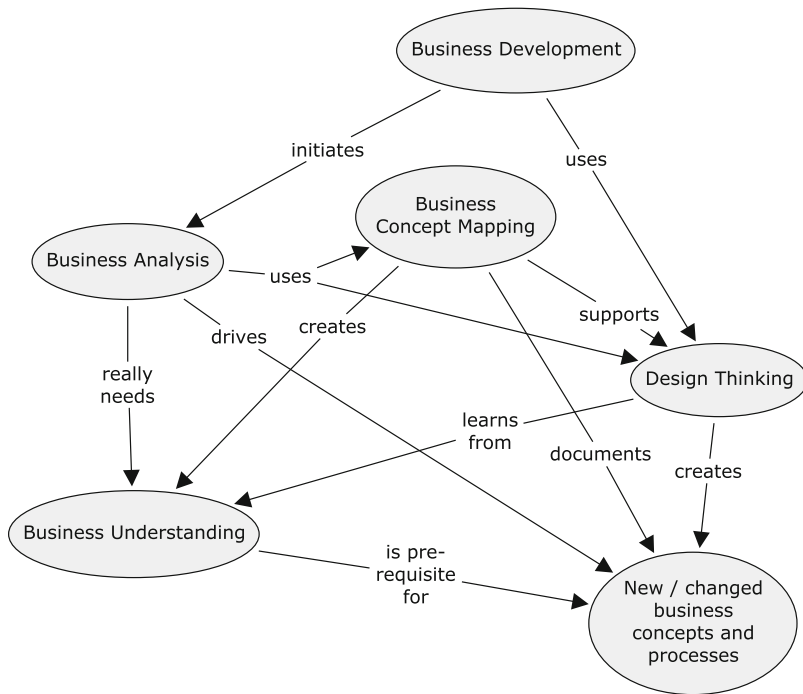 Business Development
initiates
uses
Business
Concept Mapping
Business Analysis
uses
supports
creates
drives
really
needs
Design Thinking
learns
from
documents
creates
Business Understanding
is pre-
requisite
for
New / changed
business
concepts and
processes